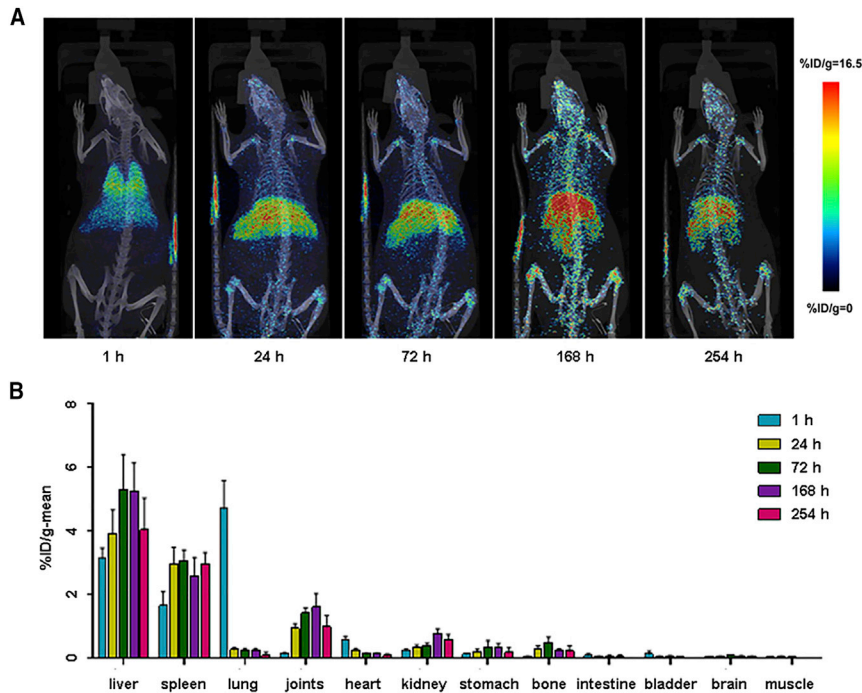 A
%ID/g=16.5
%ID/g=0
1 h 24 h 72 h 168 h 254 h
B
8
6
4
2
0
%ID/g-mean
1 h
24 h
72 h
168 h
254 h
liver spleen lung joints heart kidney stomach bone intestine bladder brain muscle